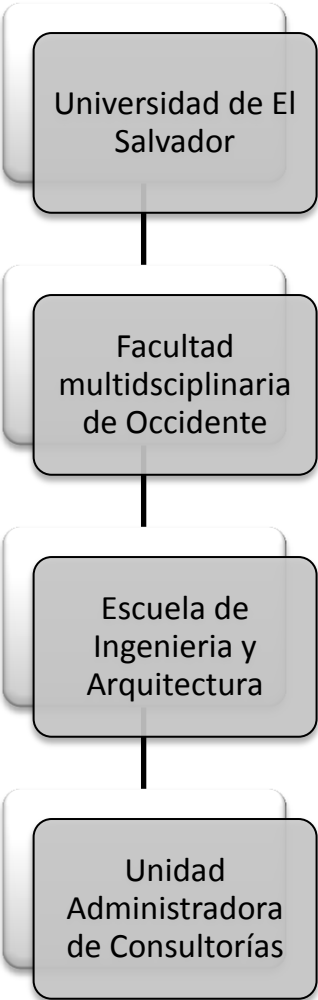 Universidad de El
Salvador
Facultad
multidsciplinaria
de Occidente
Escuela de
Ingenieria y
Arquitectura
Unidad
Administradora
de Consultorías